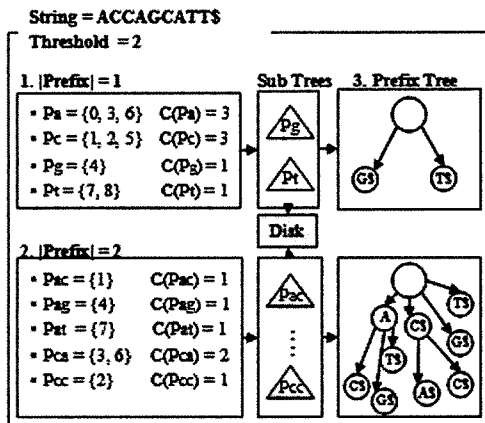 String = ACCAGCATT$
Threshold = 2
1. |Prefix| = 1
Sub Trees
3. Prefix Tree
• Pa = {0, 3, 6} C(Pa) = 3
• Pc = {1, 2, 5} C(Pc) = 3
• Pg = {4} C(Pg) = 1
• Pt = {7, 8} C(Pt) = 1
Pg
Pt
G$
T$
Disk
2. |Prefix| = 2
• Pac = {1} C(Pac) = 1
• Pag = {4} C(Pag) = 1
• Pat = {7} C(Pat) = 1
• Pca = {3, 6} C(Pca) = 2
• Pcc = {2} C(Pcc) = 1
Pac
Pcc
A
C$
T$
G$
T$
C$
G$
A$
C$